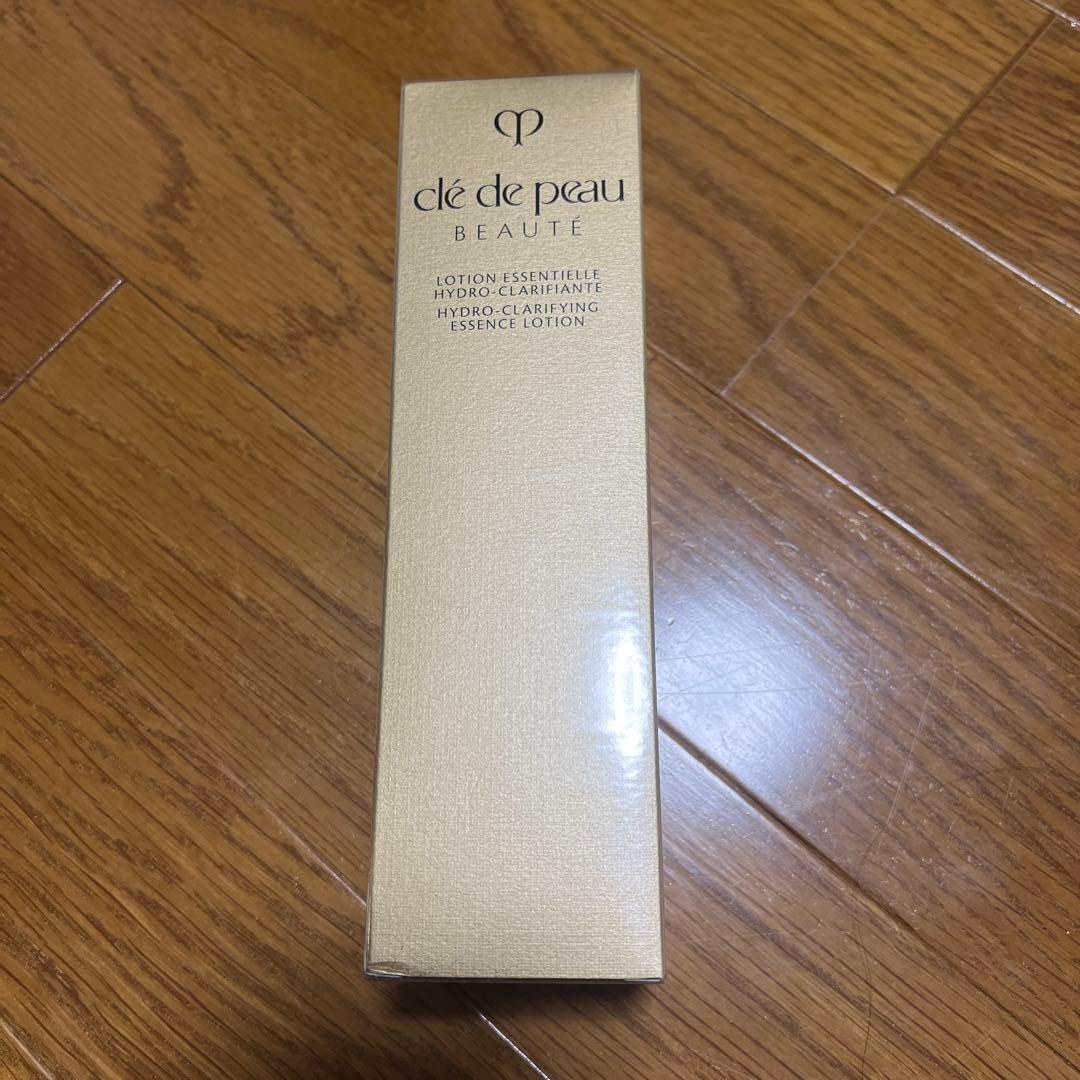 clé de peau
BEAUTÉ
LOTION ESSENTIELLE
HYDRO-CLARIFIANTE
HYDRO-CLARIFYING
ESSENCE LOTION